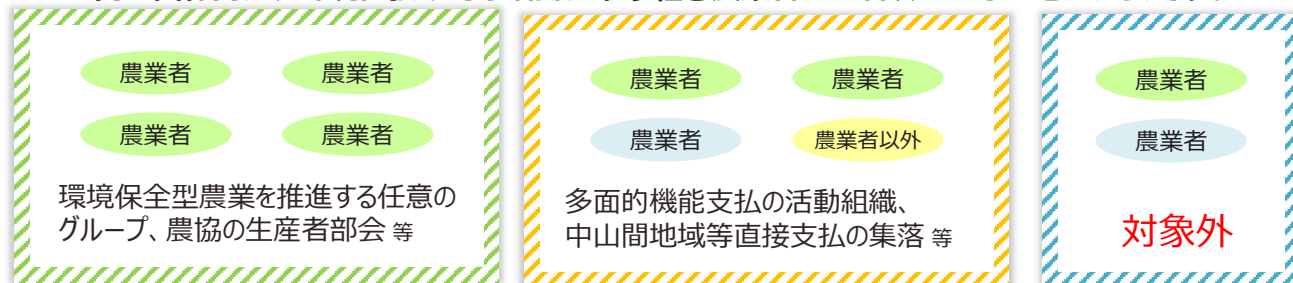 農業者 農業者
農業者 農業者
環境保全型農業を推進する任意の
グループ、農協の生産者部会 等
農業者 農業者
農業者 農業者以外
多面的機能支払の活動組織、
中山間地域等直接支払の集落 等
農業者
農業者
対象外